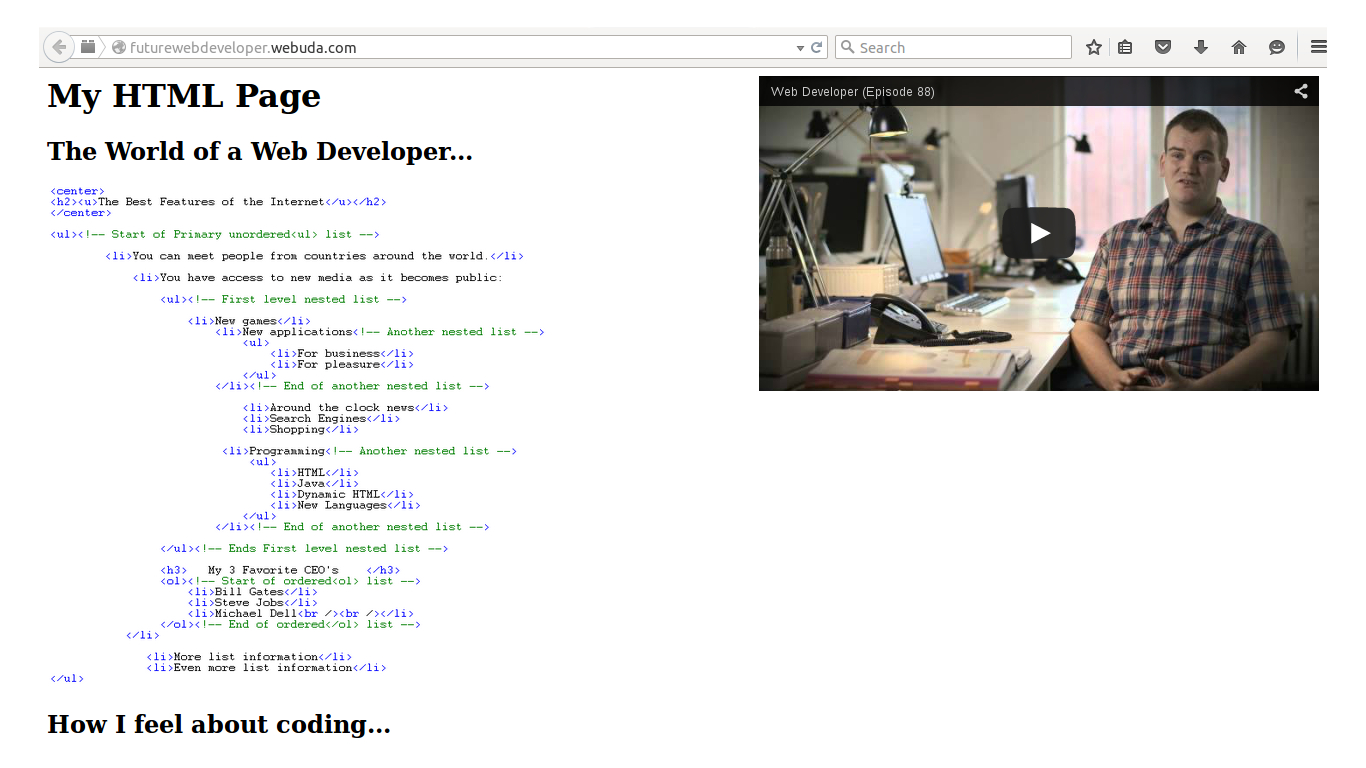 futurewebdeveloper.webuda.com
Search
My HTML Page
The World of a Web Developer...
<center>
<h2><u>The Best Features of the Internet</u></h2>
</center>
<ul><!-- Start of Primary unordered<ul> list -->
<li>You can meet people from countries around the world.</li>
<li>You have access to new media as it becomes public:
<ul><!-- First level nested list -->
<li>New games</li>
<li>New applications<!-- Another nested list -->
<ul>
<li>For business</li>
<li>For pleasure</li>
</ul>
</li><!-- End of another nested list -->
<li>Around the clock news</li>
<li>Search Engines</li>
<li>Shopping</li>
<li>Programming<!-- Another nested list -->
<ul>
<li>HTML</li>
<li>Java</li>
<li>Dynamic HTML</li>
<li>New Languages</li>
</ul>
</li><!-- End of another nested list -->
</ul><!-- Ends First level nested list -->
<h3>   My 3 Favorite CEO's    </h3>
<ol><!-- Start of ordered<ol> list -->
<li>Bill Gates</li>
<li>Steve Jobs</li>
<li>Michael Dell<br /><br /></li>
</ol><!-- End of ordered</ol> list -->
</li>
<li>More list information</li>
<li>Even more list information</li>
</ul>
How I feel about coding...
Web Developer (Episode 88)